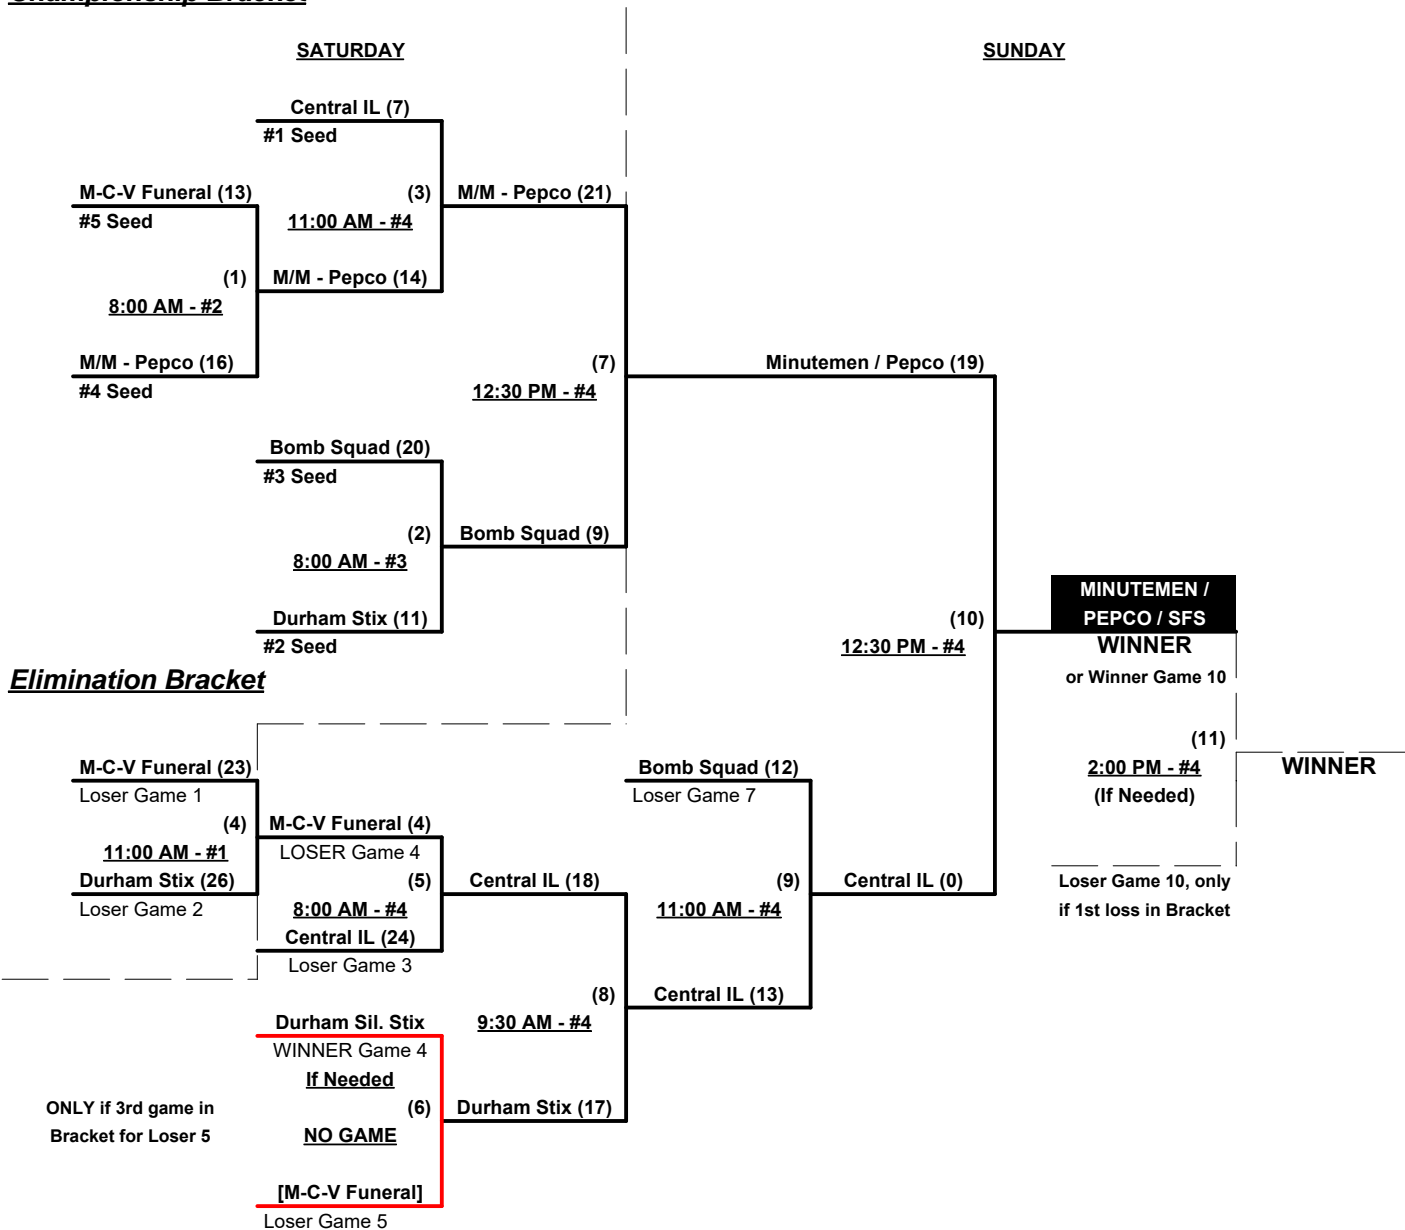 Championship Bracket
SATURDAY
SUNDAY
Central IL (7)
#1 Seed
M-C-V Funeral (13)
#5 Seed
(3)
11:00 AM - #4
M/M - Pepco (21)
(1)
8:00 AM - #2
M/M - Pepco (14)
M/M - Pepco (16)
#4 Seed
(7)
12:30 PM - #4
Minutemen / Pepco (19)
Bomb Squad (20)
#3 Seed
(2)
8:00 AM - #3
Bomb Squad (9)
Durham Stix (11)
#2 Seed
(10)
12:30 PM - #4
MINUTEMEN /
PEPCO / SFS
WINNER
or Winner Game 10
(11)
2:00 PM - #4
(If Needed)
WINNER
Loser Game 10, only
if 1st loss in Bracket
Elimination Bracket
M-C-V Funeral (23)
Loser Game 1
(4)
11:00 AM - #1
Durham Stix (26)
Loser Game 2
M-C-V Funeral (4)
LOSER Game 4
(5)
8:00 AM - #4
Central IL (24)
Loser Game 3
Central IL (18)
Bomb Squad (12)
Loser Game 7
(9)
11:00 AM - #4
Central IL (0)
(8)
9:30 AM - #4
Central IL (13)
Durham Sil. Stix
WINNER Game 4
If Needed
(6)
NO GAME
Durham Stix (17)
ONLY if 3rd game in
Bracket for Loser 5
[M-C-V Funeral]
Loser Game 5